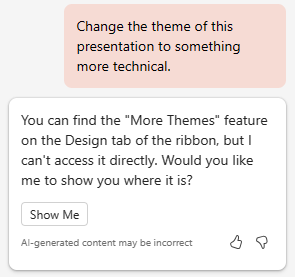 Change the theme of this
presentation to something
more technical.
You can find the "More Themes" feature
on the Design tab of the ribbon, but I
can't access it directly. Would you like
me to show you where it is?
Show Me
AI-generated content may be incorrect